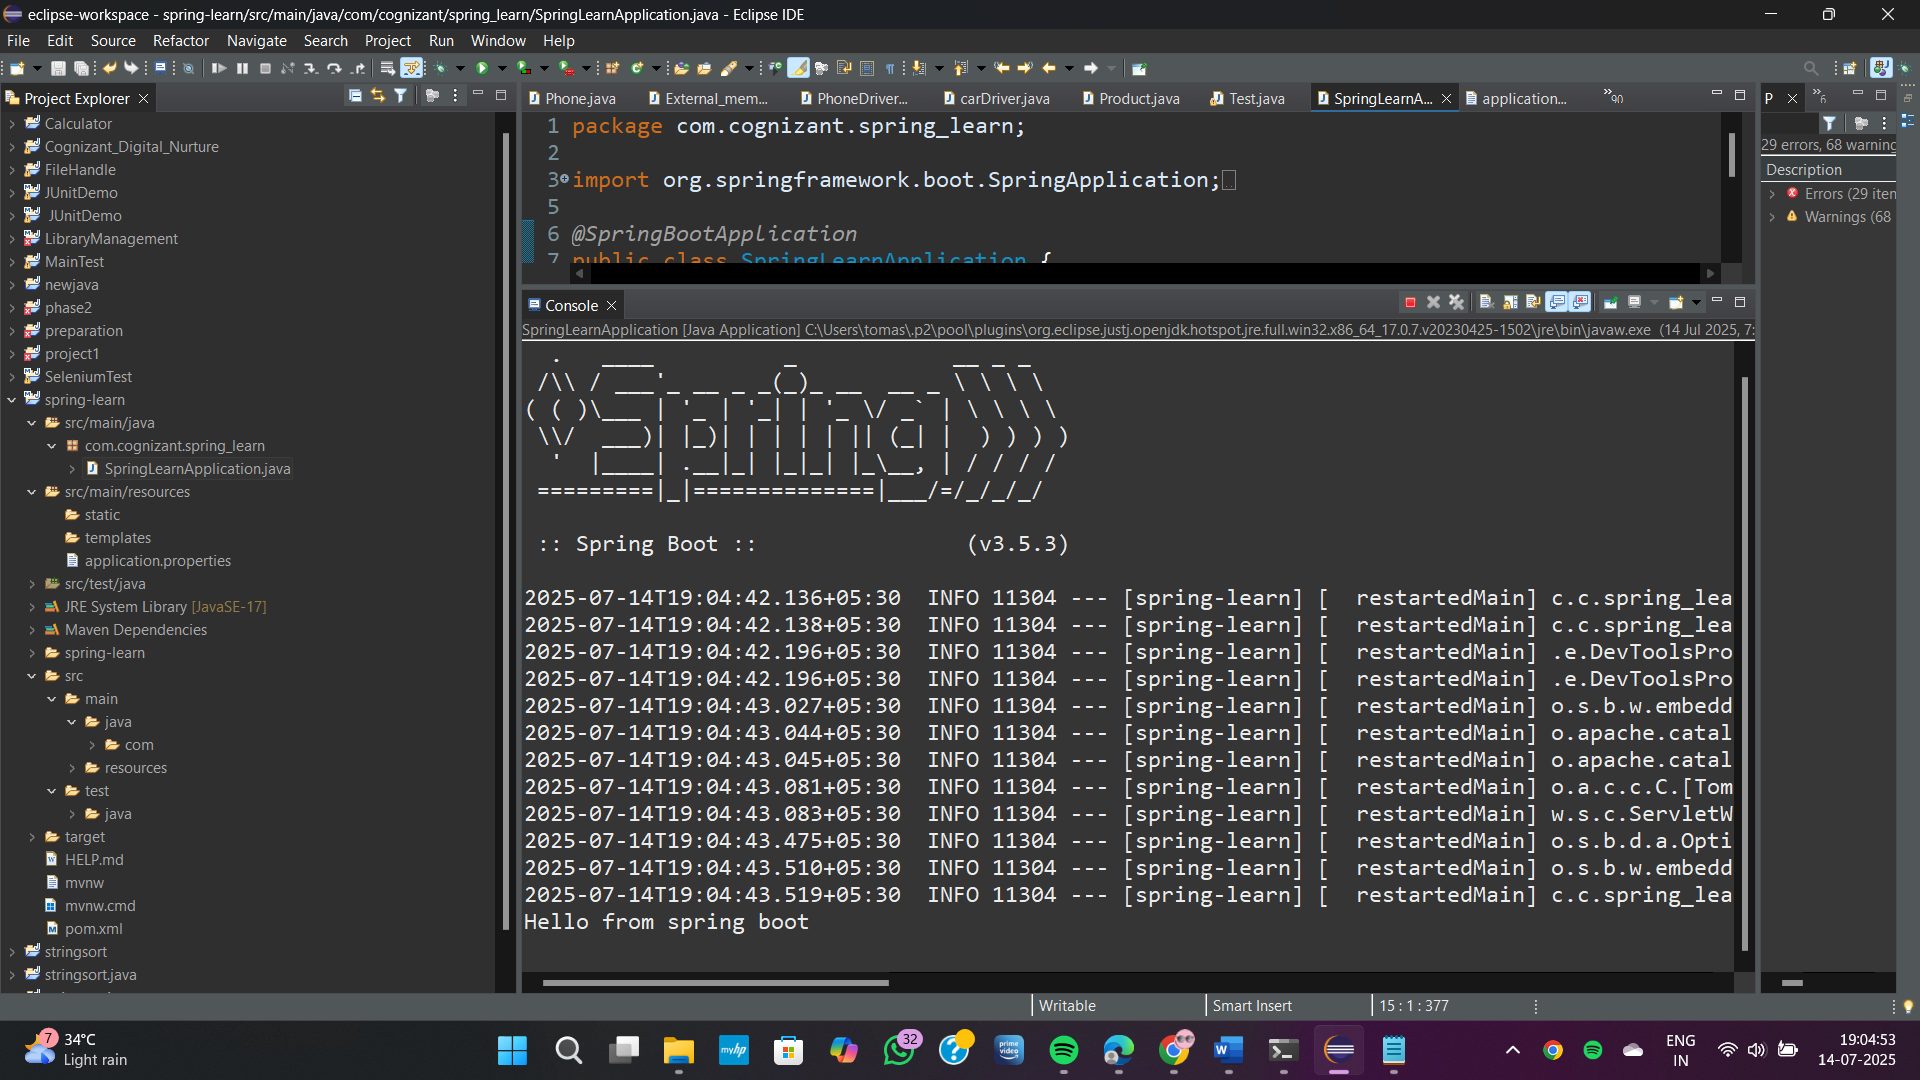 eclipse-workspace - spring-learn/src/main/java/com/cognizant/spring_learn/SpringLearnApplication.java - Eclipse IDE
File Edit Source Refactor Navigate Search Project Run Window Help
Project Explorer
Calculator
Cognizant_Digital_Nurture
FileHandle
JUnitDemo
JUnitDemo
LibraryManagement
MainTest
newjava
phase2
preparation
project1
SeleniumTest
spring-learn
src/main/java
com.cognizant.spring_learn
SpringLearnApplication.java
src/main/resources
static
templates
application.properties
src/test/java
JRE System Library [JavaSE-17]
Maven Dependencies
spring-learn
src
main
java
com
resources
test
java
target
HELP.md
mvnw
mvnw.cmd
pom.xml
stringsort
stringsort.java
Phone.java External_mem... PhoneDriver... carDriver.java Product.java Test.java SpringLearnA... application... »90
1 package com.cognizant.spring_learn;
2
3 import org.springframework.boot.SpringApplication;
5
6 @SpringBootApplication
7 public class SpringLearnApplication {
Console
SpringLearnApplication [Java Application] C:\Users\tomas\.p2\pool\plugins\org.eclipse.justj.openjdk.hotspot.jre.full.win32.x86_64_17.0.7.v20230425-1502\jre\bin\javaw.exe (14 Jul 2025, 7:
Spring
:: Spring Boot :: (v3.5.3)
2025-07-14T19:04:42.136+05:30 INFO 11304 --- [spring-learn] [ restartedMain] c.c.spring_lea
2025-07-14T19:04:42.138+05:30 INFO 11304 --- [spring-learn] [ restartedMain] c.c.spring_lea
2025-07-14T19:04:42.196+05:30 INFO 11304 --- [spring-learn] [ restartedMain] .e.DevToolsPro
2025-07-14T19:04:42.196+05:30 INFO 11304 --- [spring-learn] [ restartedMain] .e.DevToolsPro
2025-07-14T19:04:43.027+05:30 INFO 11304 --- [spring-learn] [ restartedMain] o.s.b.w.embedd
2025-07-14T19:04:43.044+05:30 INFO 11304 --- [spring-learn] [ restartedMain] o.apache.catal
2025-07-14T19:04:43.045+05:30 INFO 11304 --- [spring-learn] [ restartedMain] o.apache.catal
2025-07-14T19:04:43.081+05:30 INFO 11304 --- [spring-learn] [ restartedMain] o.a.c.c.C.[Tom
2025-07-14T19:04:43.083+05:30 INFO 11304 --- [spring-learn] [ restartedMain] w.s.c.ServletW
2025-07-14T19:04:43.475+05:30 INFO 11304 --- [spring-learn] [ restartedMain] o.s.b.d.a.Opti
2025-07-14T19:04:43.510+05:30 INFO 11304 --- [spring-learn] [ restartedMain] o.s.b.w.embedd
2025-07-14T19:04:43.519+05:30 INFO 11304 --- [spring-learn] [ restartedMain] c.c.spring_lea
Hello from spring boot
P »6
29 errors, 68 warning
Description
Errors (29 iten
Warnings (68
Writable Smart Insert 15 : 1 : 377
7
34°C
Light rain
myhp
32
prime video
ENG
IN
19:04:53
14-07-2025